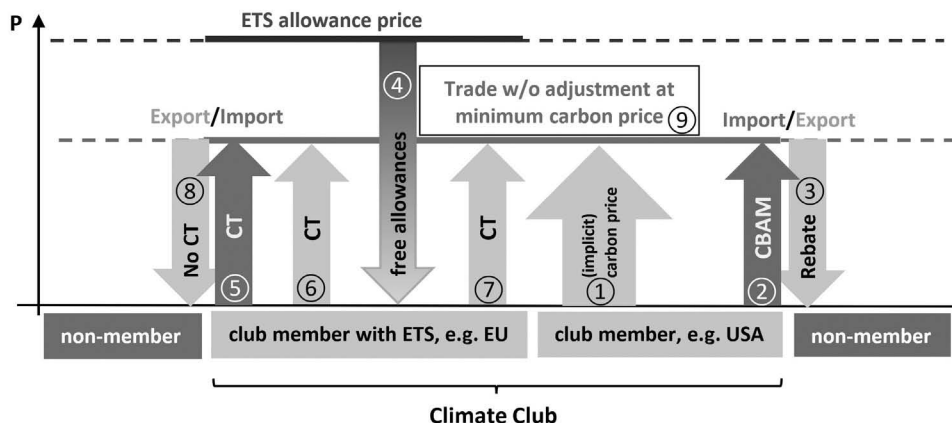 ETS allowance price
P
④
Trade w/o adjustment at
minimum carbon price ⑨
Export/Import
Import/Export
⑧
No CT
CT
⑤
CT
⑥
free allowances
CT
⑦
(implicit)
carbon price
①
CBAM
②
③
Rebate
non-member
club member with ETS, e.g. EU
club member, e.g. USA
non-member
Climate Club